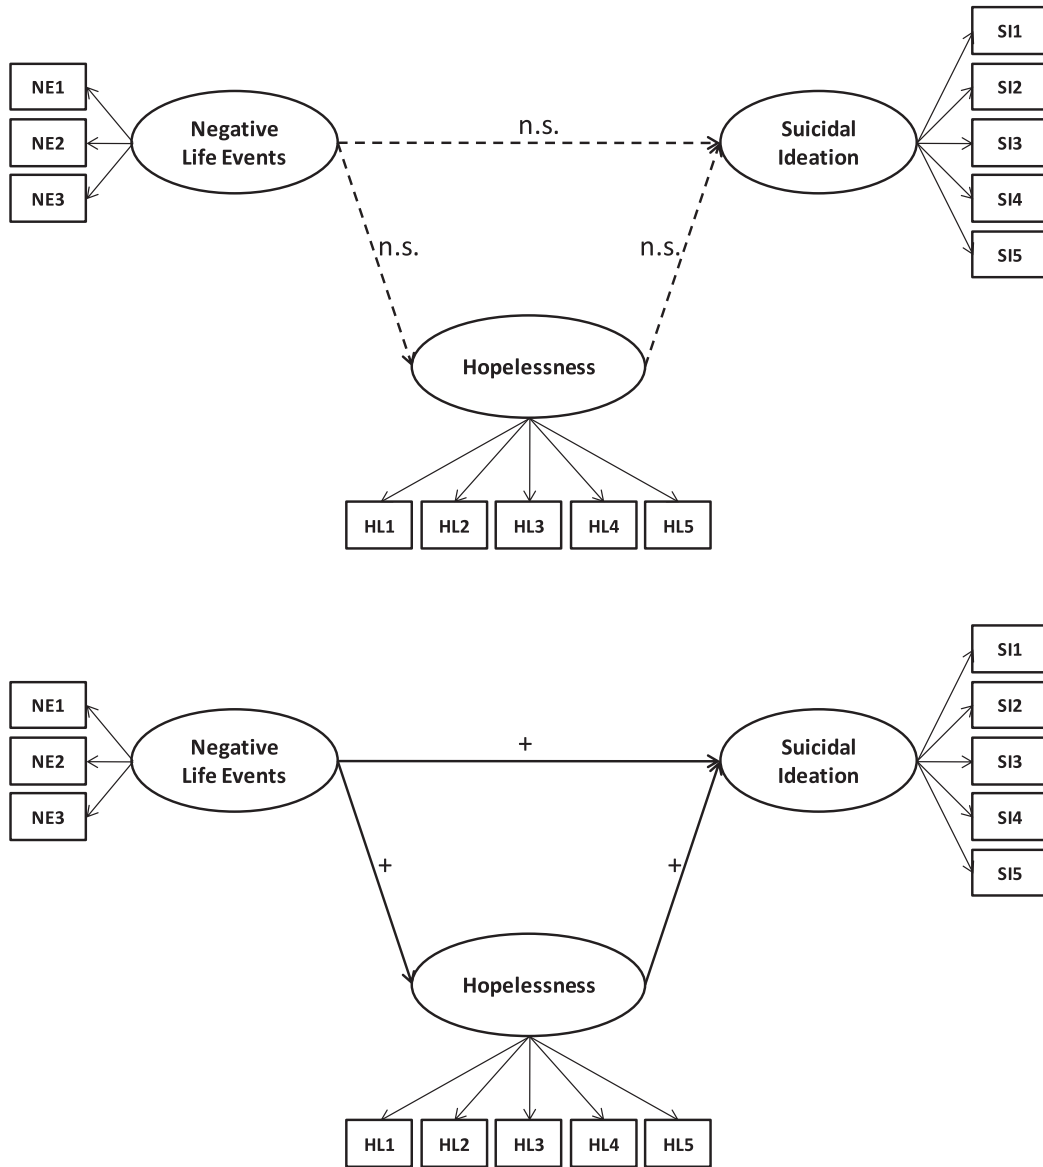 SI1
NE1
SI2
Negative
Life Events
n.s.
Suicidal
Ideation
NE2
SI3
NE3
SI4
n.s.
n.s.
SI5
Hopelessness
HL1
HL2
HL3
HL4
HL5
SI1
NE1
SI2
Negative
Life Events
+
Suicidal
Ideation
NE2
SI3
NE3
SI4
+
+
SI5
Hopelessness
HL1
HL2
HL3
HL4
HL5